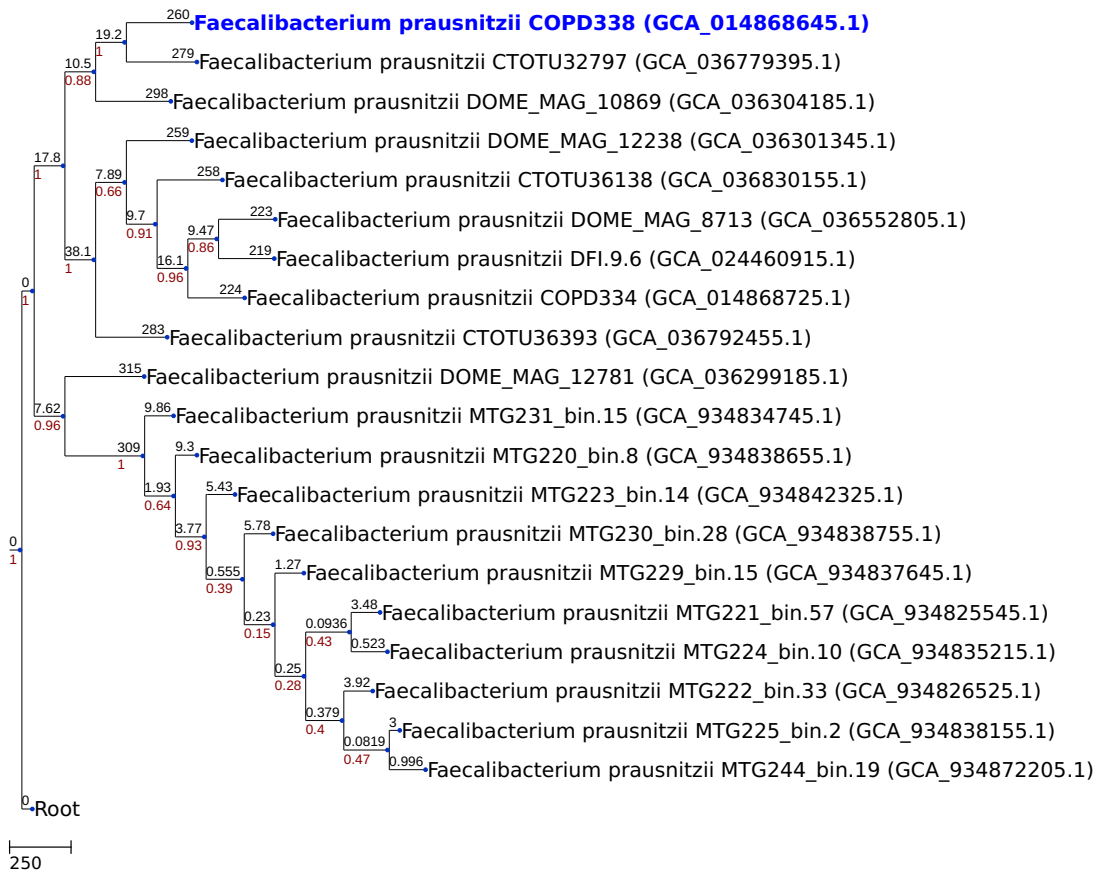 260
Faecalibacterium prausnitzii COPD338 (GCA_014868645.1)
19.2
1
279
Faecalibacterium prausnitzii CTOTU32797 (GCA_036779395.1)
10.5
0.88
298
Faecalibacterium prausnitzii DOME_MAG_10869 (GCA_036304185.1)
259
Faecalibacterium prausnitzii DOME_MAG_12238 (GCA_036301345.1)
17.8
1
7.89
0.66
258
Faecalibacterium prausnitzii CTOTU36138 (GCA_036830155.1)
9.7
0.91
223
Faecalibacterium prausnitzii DOME_MAG_8713 (GCA_036552805.1)
9.47
0.86
38.1
1
16.1
0.96
219
Faecalibacterium prausnitzii DFI.9.6 (GCA_024460915.1)
0
1
224
Faecalibacterium prausnitzii COPD334 (GCA_014868725.1)
283
Faecalibacterium prausnitzii CTOTU36393 (GCA_036792455.1)
315
Faecalibacterium prausnitzii DOME_MAG_12781 (GCA_036299185.1)
7.62
0.96
9.86
Faecalibacterium prausnitzii MTG231_bin.15 (GCA_934834745.1)
309
1
9.3
Faecalibacterium prausnitzii MTG220_bin.8 (GCA_934838655.1)
1.93
0.64
5.43
Faecalibacterium prausnitzii MTG223_bin.14 (GCA_934842325.1)
3.77
0.93
5.78
Faecalibacterium prausnitzii MTG230_bin.28 (GCA_934838755.1)
0
1
0.555
0.39
1.27
Faecalibacterium prausnitzii MTG229_bin.15 (GCA_934837645.1)
0.23
0.15
3.48
Faecalibacterium prausnitzii MTG221_bin.57 (GCA_934825545.1)
0.0936
0.43
0.523
Faecalibacterium prausnitzii MTG224_bin.10 (GCA_934835215.1)
0.25
0.28
3.92
Faecalibacterium prausnitzii MTG222_bin.33 (GCA_934826525.1)
0.379
0.4
3
Faecalibacterium prausnitzii MTG225_bin.2 (GCA_934838155.1)
0.0819
0.47
0.996
Faecalibacterium prausnitzii MTG244_bin.19 (GCA_934872205.1)
0
Root
250